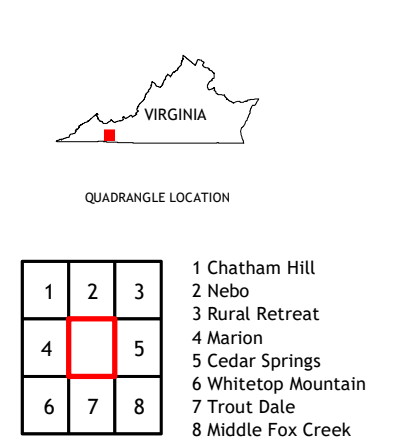 VIRGINIA
QUADRANGLE LOCATION
1 2 3
4 5
6 7 8
1 Chatham Hill
2 Nebo
3 Rural Retreat
4 Marion
5 Cedar Springs
6 Whitetop Mountain
7 Trout Dale
8 Middle Fox Creek